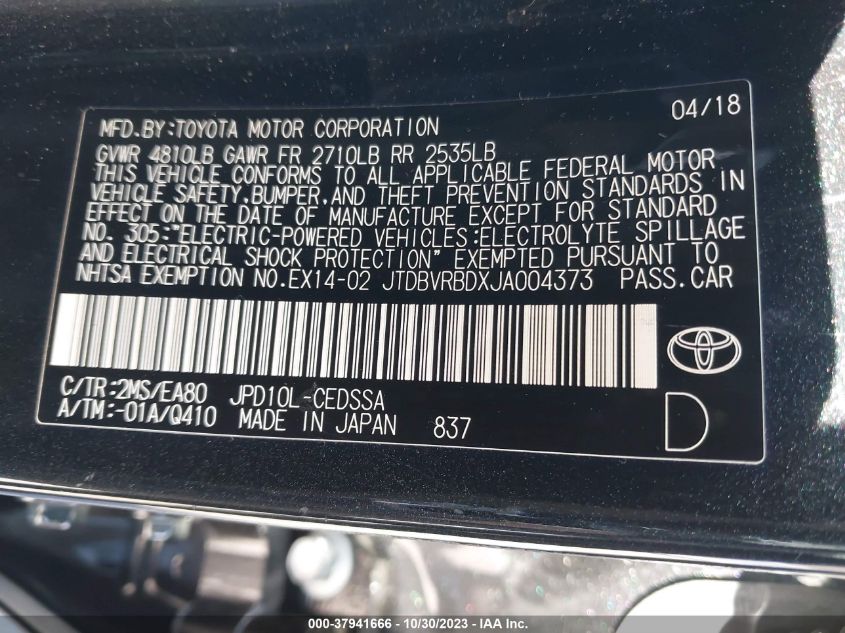 04/18
MFD.BY:TOYOTA MOTOR CORPORATION
GVWR 4810LB GAWR FR 2710LB RR 2535LB
THIS VEHICLE CONFORMS TO ALL APPLICABLE FEDERAL MOTOR
VEHICLE SAFETY,BUMPER,AND THEFT PREVENTION STANDARDS IN
EFFECT ON THE DATE OF MANUFACTURE EXCEPT FOR STANDARD
NO. 305:"ELECTRIC-POWERED VEHICLES:ELECTROLYTE SPILLAGE
AND ELECTRICAL SHOCK PROTECTION" EXEMPTED PURSUANT TO
NHTSA EXEMPTION NO.EX14-02 JTDBVRBDXJA004373 PASS.CAR
C/TR:2MS/EA80 JPD10L-CEDSSA
A/TM:-01A/Q410 MADE IN JAPAN 837
D
000-37941666 - 10/30/2023 - IAA Inc.